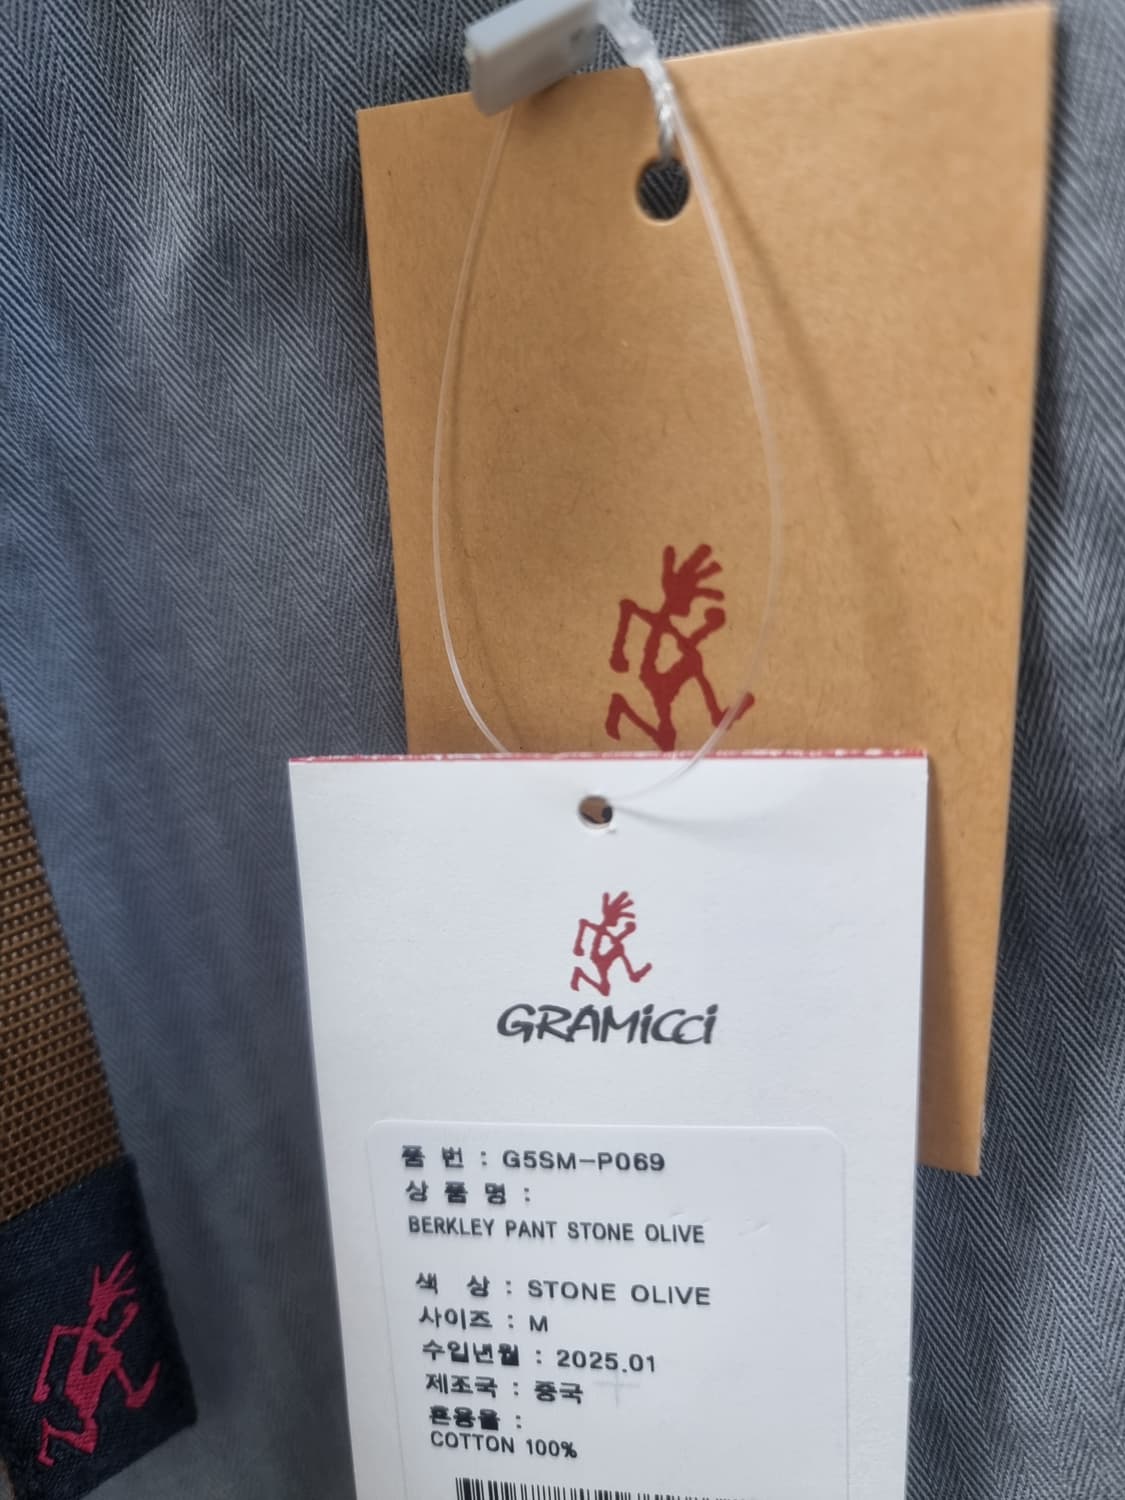 GRAMiCCi
품 번 : G5SM-P069
상 품 명 :
BERKLEY PANT STONE OLIVE
색 상 : STONE OLIVE
사이즈 : M
수입년월 : 2025.01
제조국 : 중국
혼용율 :
COTTON 100%